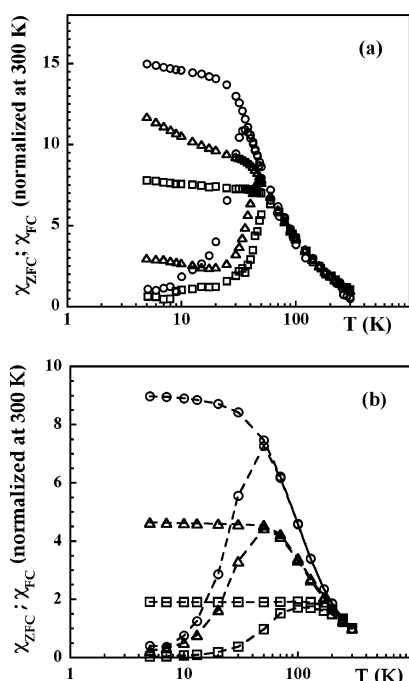 (a)
15
10
5
0
1
10
100
T (K)
χZFC; χFC (normalized at 300 K)
(b)
10
8
6
4
2
0
1
10
100
T (K)
χZFC; χFC (normalized at 300 K)